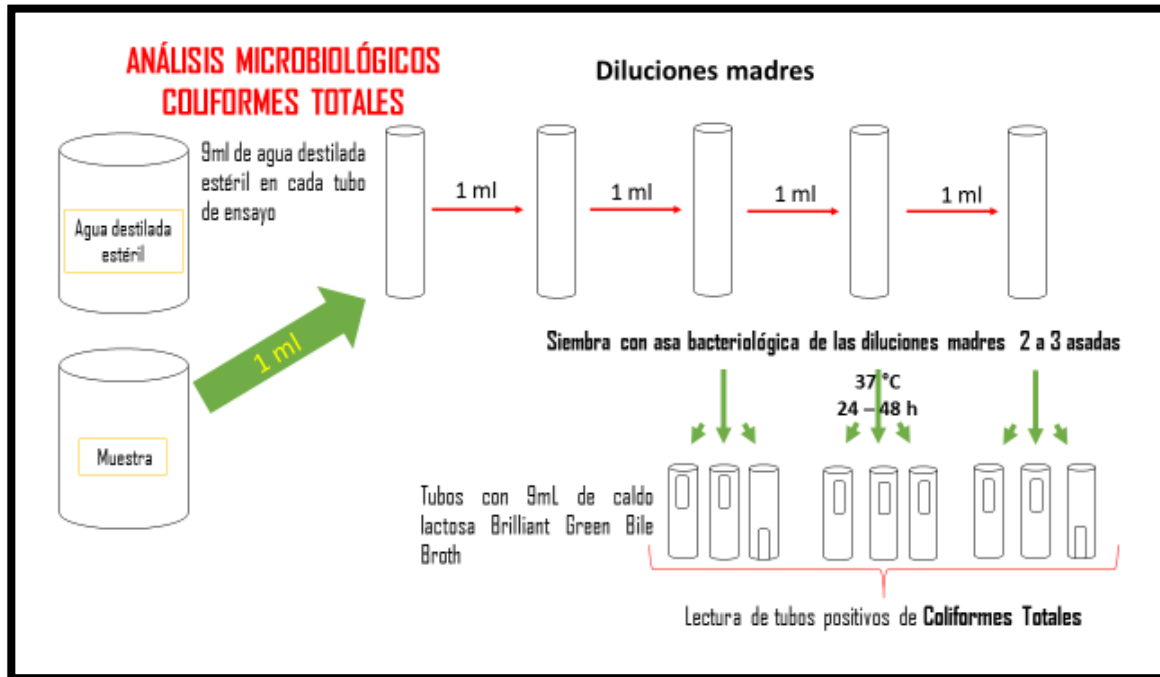 ANÁLISIS MICROBIOLÓGICOS
COLIFORMES TOTALES
Diluciones madres
9ml de agua destilada
estéril en cada tubo
de ensayo
Agua destilada
estéril
1 ml
1 ml
1 ml
1 ml
1 ml
Muestra
Siembra con asa bacteriológica de las diluciones madres 2 a 3 asadas
37 °C
24 – 48 h
Tubos con 9mL de caldo
lactosa Brilliant Green Bile
Broth
Lectura de tubos positivos de Coliformes Totales